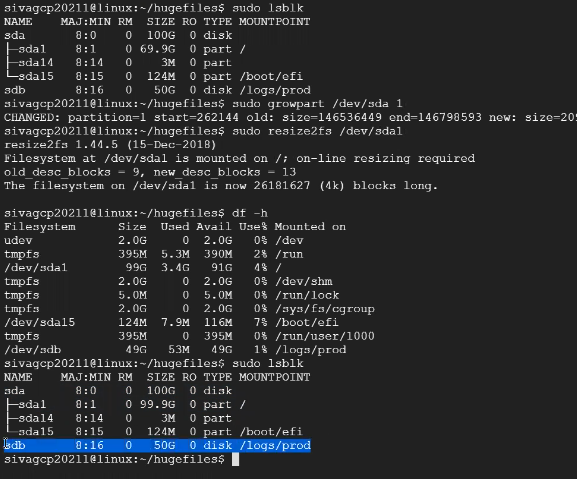 sivagcp20211@linux:~/hugefiles$ sudo lsblk
NAME    MAJ:MIN RM  SIZE RO TYPE MOUNTPOINT
sda       8:0    0  100G  0 disk
├─sda1    8:1    0 69.9G  0 part /
├─sda14   8:14   0    3M  0 part
└─sda15   8:15   0  124M  0 part /boot/efi
sdb       8:16   0   50G  0 disk /logs/prod
sivagcp20211@linux:~/hugefiles$ sudo growpart /dev/sda 1
CHANGED: partition=1 start=262144 old: size=146536449 end=146798593 new: size=209
sivagcp20211@linux:~/hugefiles$ sudo resize2fs /dev/sda1
resize2fs 1.44.5 (15-Dec-2018)
Filesystem at /dev/sda1 is mounted on /; on-line resizing required
old_desc_blocks = 9, new_desc_blocks = 13
The filesystem on /dev/sda1 is now 26181627 (4k) blocks long.
sivagcp20211@linux:~/hugefiles$ df -h
Filesystem      Size  Used Avail Use% Mounted on
udev            2.0G     0  2.0G   0% /dev
tmpfs           395M  5.3M  390M   2% /run
/dev/sda1        99G  3.4G   91G   4% /
tmpfs           2.0G     0  2.0G   0% /dev/shm
tmpfs           5.0M     0  5.0M   0% /run/lock
tmpfs           2.0G     0  2.0G   0% /sys/fs/cgroup
/dev/sda15      124M  7.9M  116M   7% /boot/efi
tmpfs           395M     0  395M   0% /run/user/1000
/dev/sdb         49G   53M   49G   1% /logs/prod
sivagcp20211@linux:~/hugefiles$ sudo lsblk
NAME    MAJ:MIN RM  SIZE RO TYPE MOUNTPOINT
sda       8:0    0  100G  0 disk
├─sda1    8:1    0 99.9G  0 part /
├─sda14   8:14   0    3M  0 part
└─sda15   8:15   0  124M  0 part /boot/efi
sdb       8:16   0   50G  0 disk /logs/prod
sivagcp20211@linux:~/hugefiles$